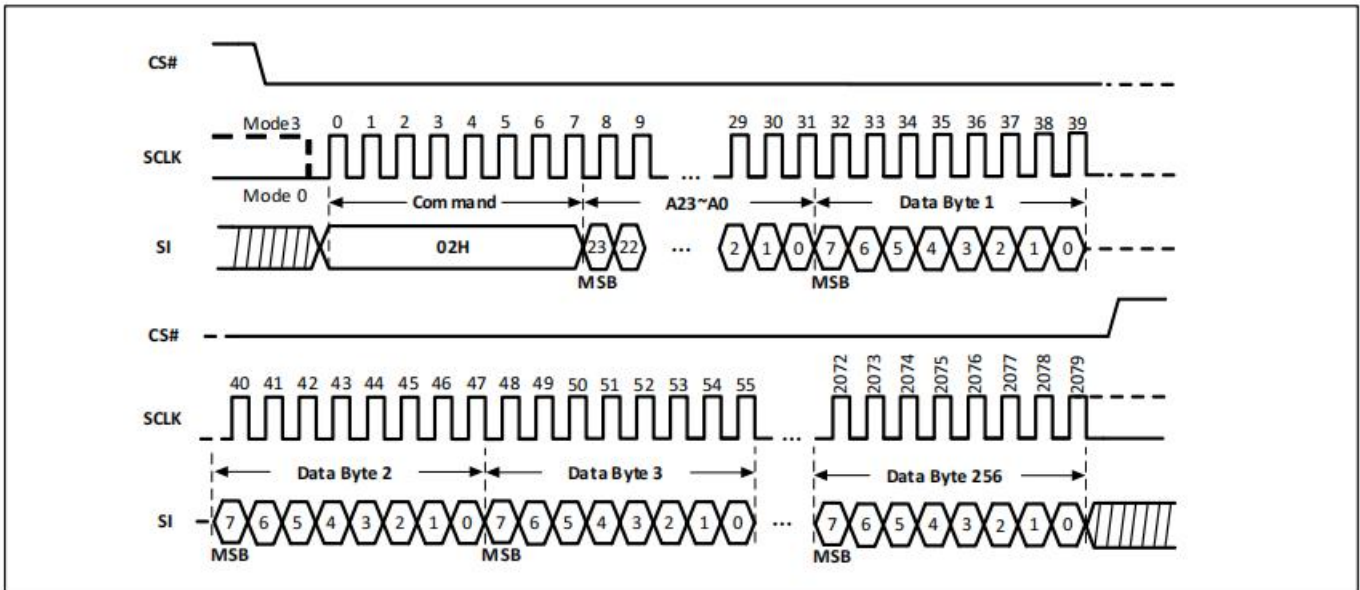 CS#
Mode3 0 1 2 3 4 5 6 7 8 9 29 30 31 32 33 34 35 36 37 38 39
SCLK ...
Mode 0 Command A23~A0 Data Byte 1
SI 02H 23 22 ... 2 1 0 7 6 5 4 3 2 1 0
MSB MSB
CS#
40 41 42 43 44 45 46 47 48 49 50 51 52 53 54 55 2072 2073 2074 2075 2076 2077 2078 2079
SCLK ...
Data Byte 2 Data Byte 3 Data Byte 256
SI 7 6 5 4 3 2 1 0 7 6 5 4 3 2 1 0 ... 7 6 5 4 3 2 1 0
MSB MSB MSB